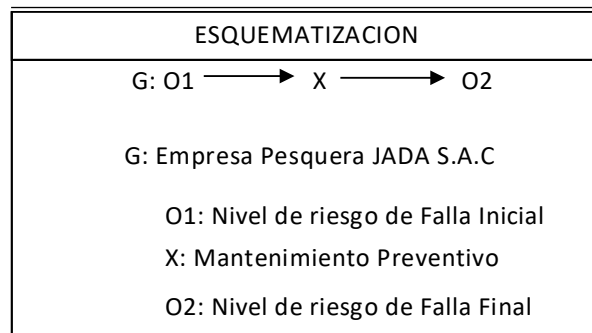 ESQUEMATIZACION
G: O1 X O2
G: Empresa Pesquera JADA S.A.C
O1: Nivel de riesgo de Falla Inicial
X: Mantenimiento Preventivo
O2: Nivel de riesgo de Falla Final